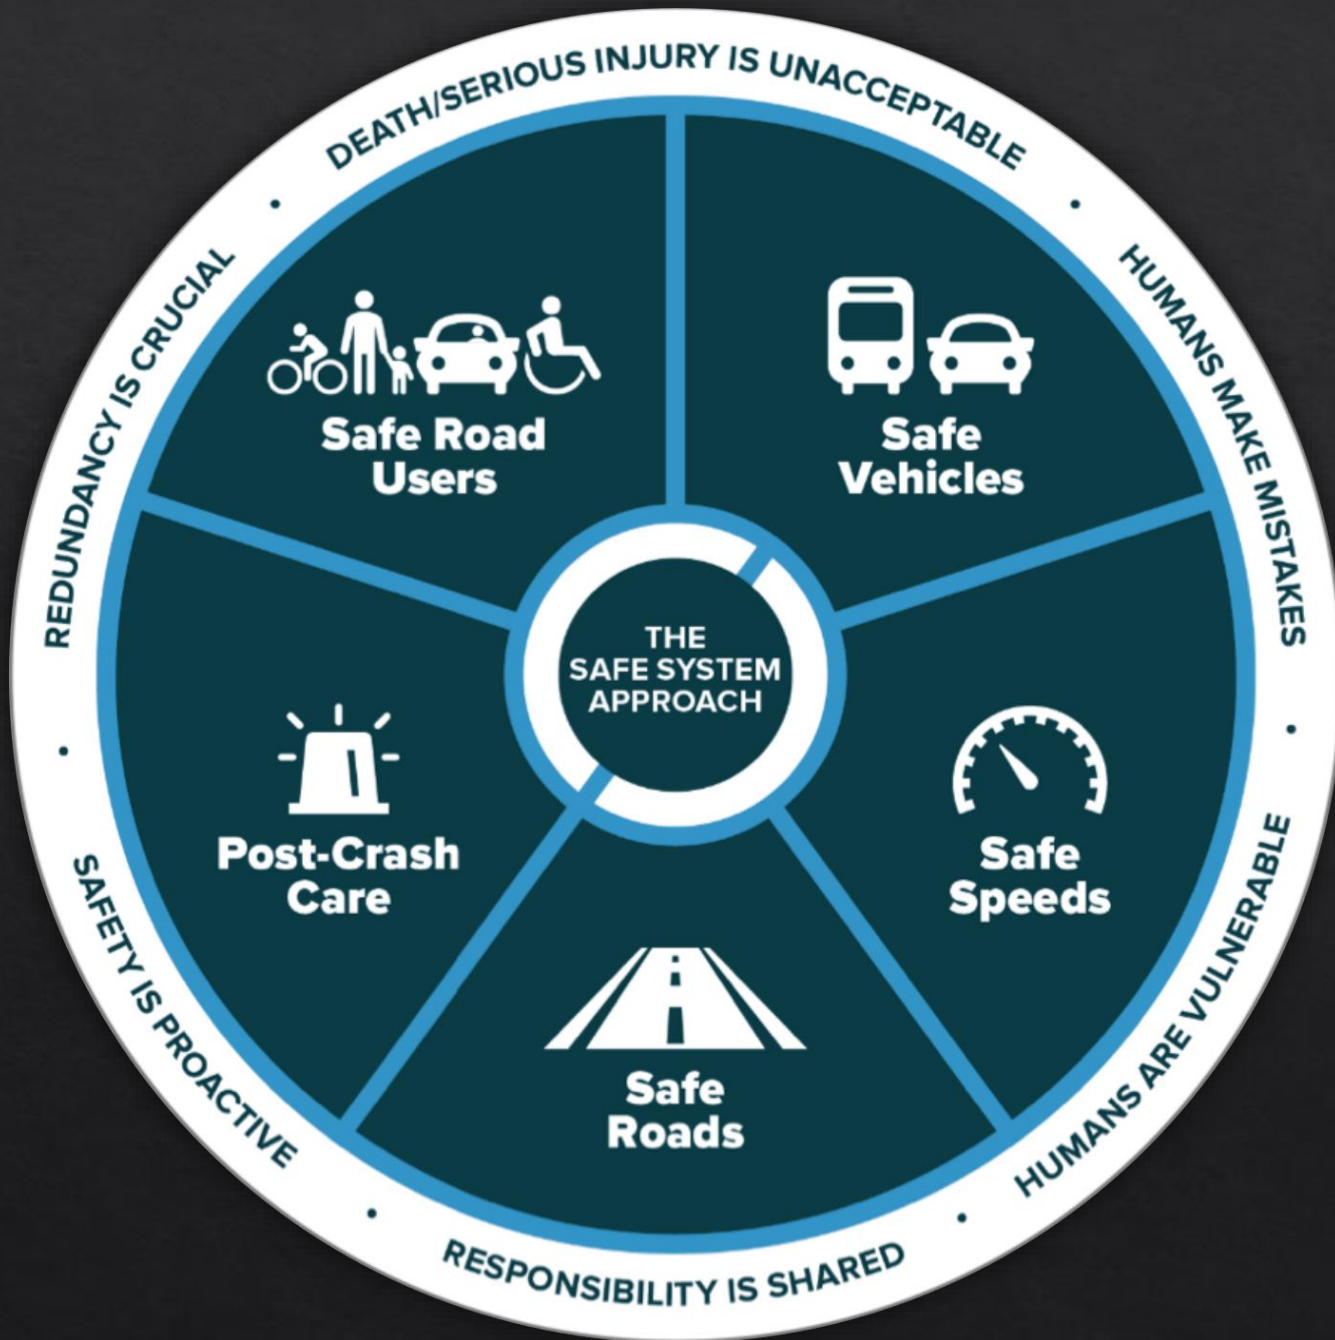 DEATH/SERIOUS INJURY IS UNACCEPTABLE
HUMANS MAKE MISTAKES
HUMANS ARE VULNERABLE
RESPONSIBILITY IS SHARED
SAFETY IS PROACTIVE
REDUNDANCY IS CRUCIAL
Safe Road
Users
Safe
Vehicles
Safe
Speeds
Safe
Roads
Post-Crash
Care
THE
SAFE SYSTEM
APPROACH